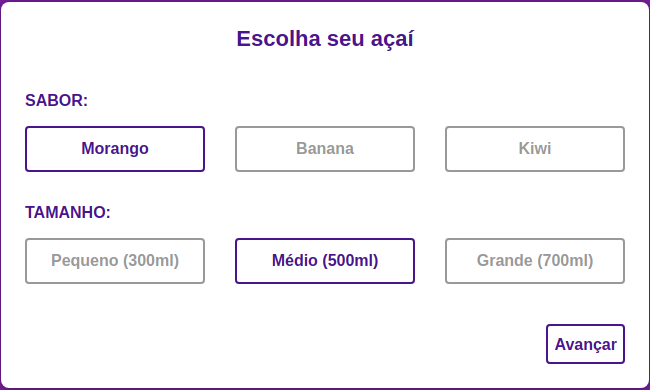 Escolha seu açaí
SABOR:
Morango Banana Kiwi
TAMANHO:
Pequeno (300ml) Médio (500ml) Grande (700ml)
Avançar